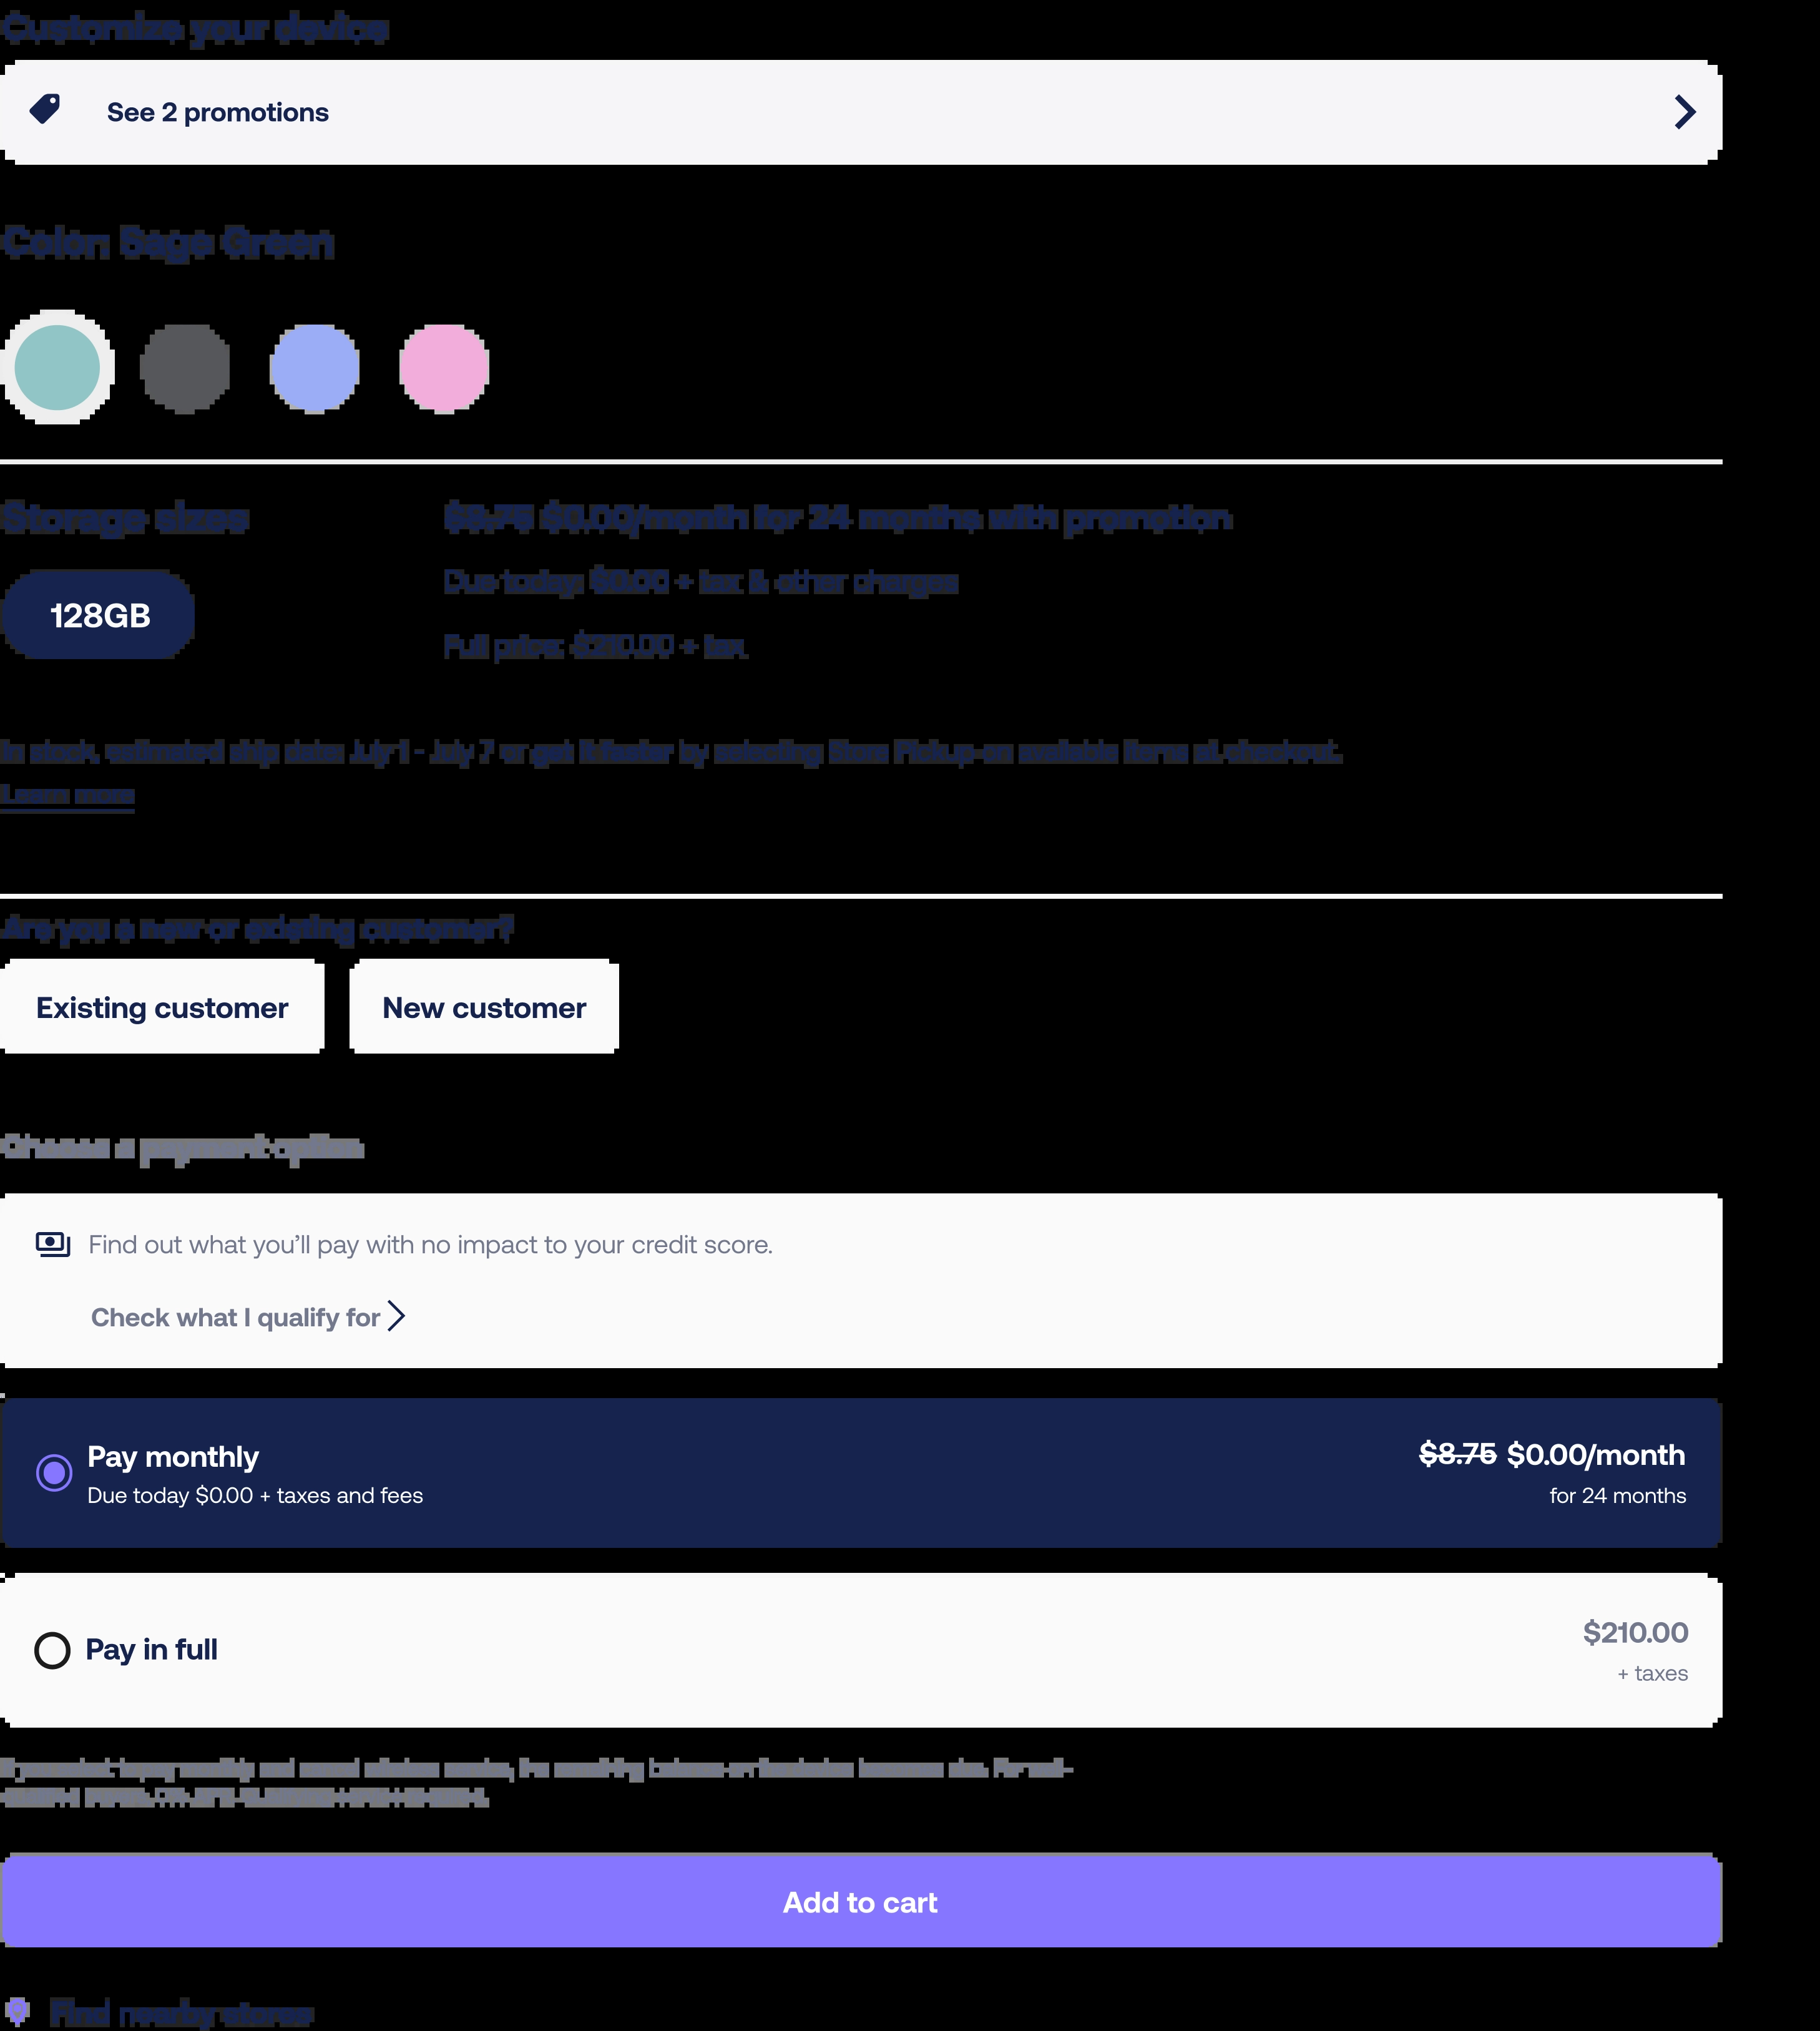 Customize your device
See 2 promotions
Color: Sage Green
Storage sizes
$8.75 $0.00/month for 24 months with promotion
128GB
Due today: $0.00 + tax & other charges
Full price: $210.00 + tax
In stock, estimated ship date: July 1 - July 7 or get it faster by selecting Store Pickup on available items at checkout.
Learn more
Are you a new or existing customer?
Existing customer
New customer
Choose a payment option
Find out what you’ll pay with no impact to your credit score.
Check what I qualify for
Pay monthly
$8.75 $0.00/month
Due today $0.00 + taxes and fees
for 24 months
Pay in full
$210.00
+ taxes
Add to cart
Find nearby stores